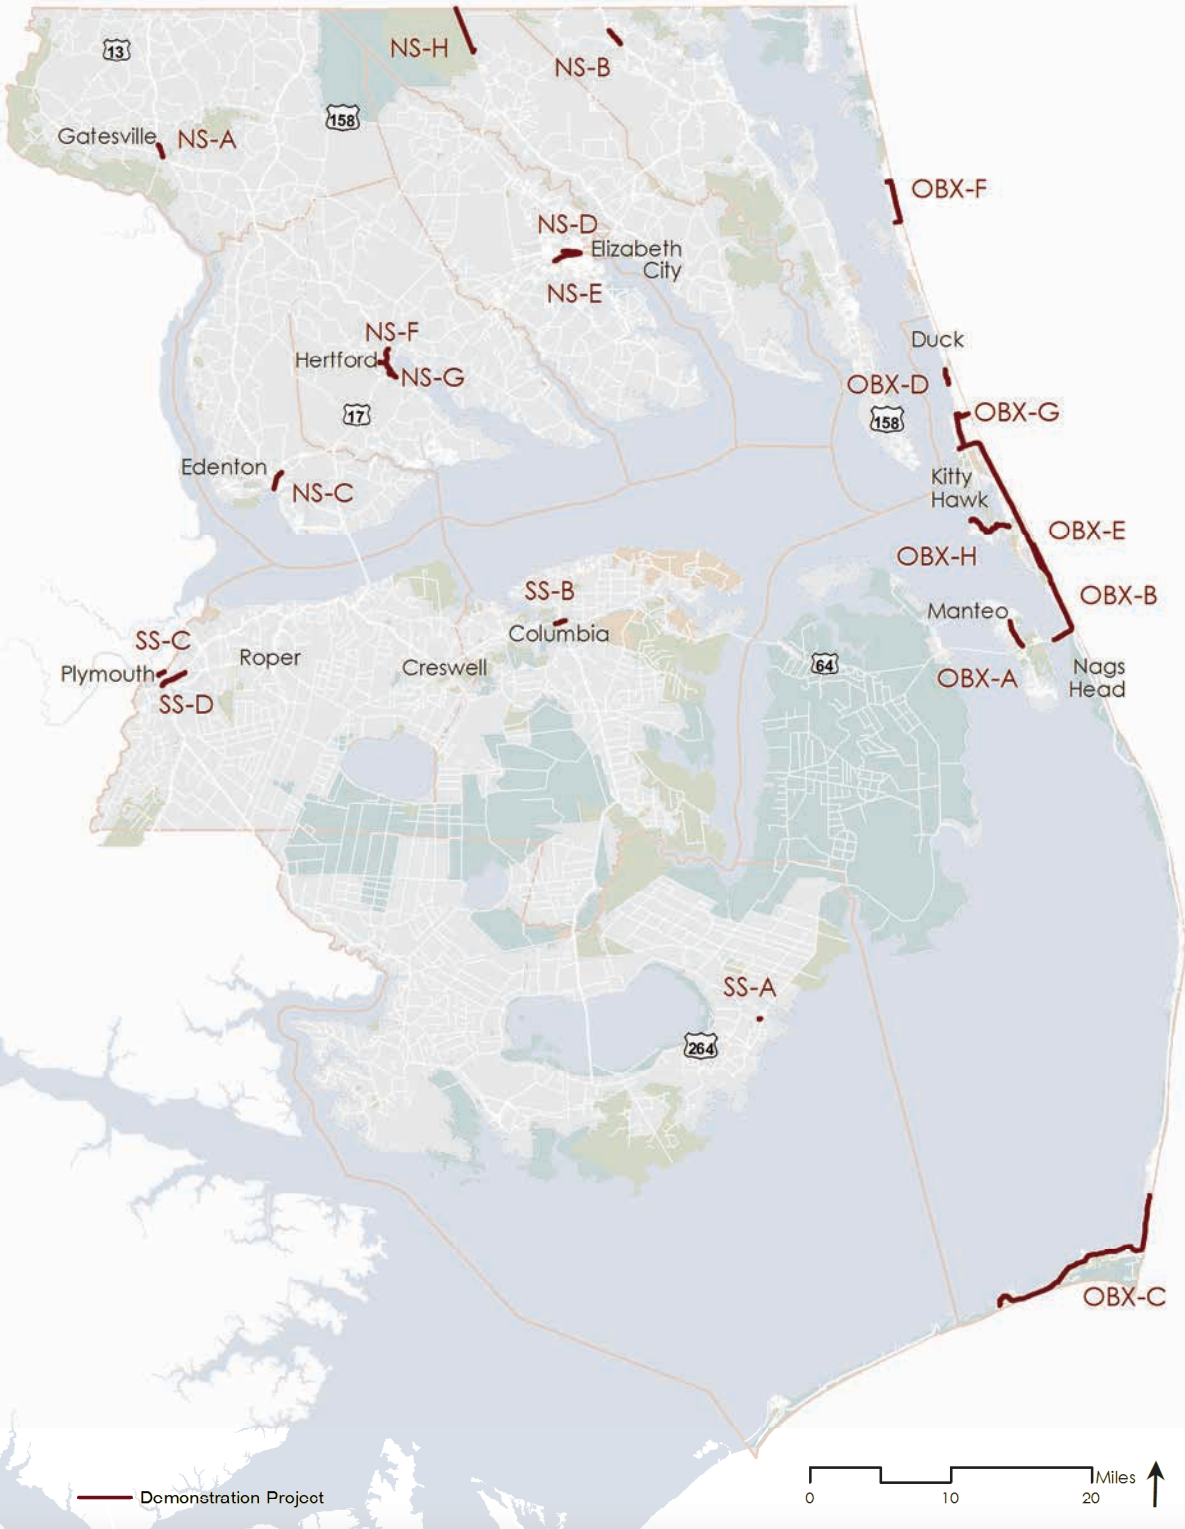 13
NS-H
NS-B
158
Gatesville
NS-A
OBX-F
NS-D
Elizabeth
City
NS-E
NS-F
Hertford
NS-G
Duck
OBX-D
17
158
OBX-G
Edenton
NS-C
Kitty
Hawk
OBX-E
OBX-H
SS-B
OBX-B
Manteo
Columbia
SS-C
Roper
Creswell
64
Plymouth
OBX-A
Nags
Head
SS-D
SS-A
264
OBX-C
Miles
0 10 20
Demonstration Project